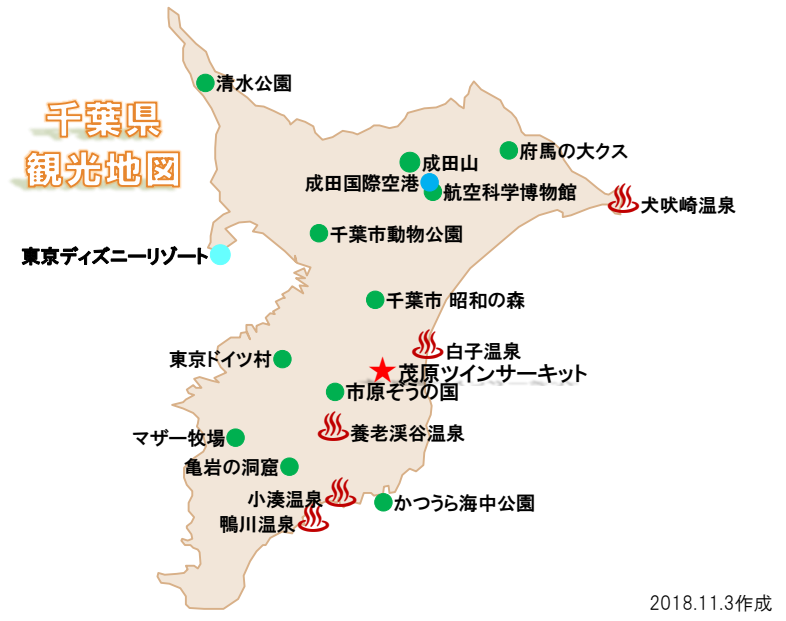 清水公園
千葉県
観光地図
府馬の大クス
成田山
成田国際空港
航空科学博物館
犬吠崎温泉
千葉市動物公園
東京ディズニーリゾート
千葉市 昭和の森
白子温泉
東京ドイツ村
茂原ツインサーキット
市原ぞうの国
マザー牧場
養老渓谷温泉
亀岩の洞窟
小湊温泉
かつうら海中公園
鴨川温泉
2018.11.3作成